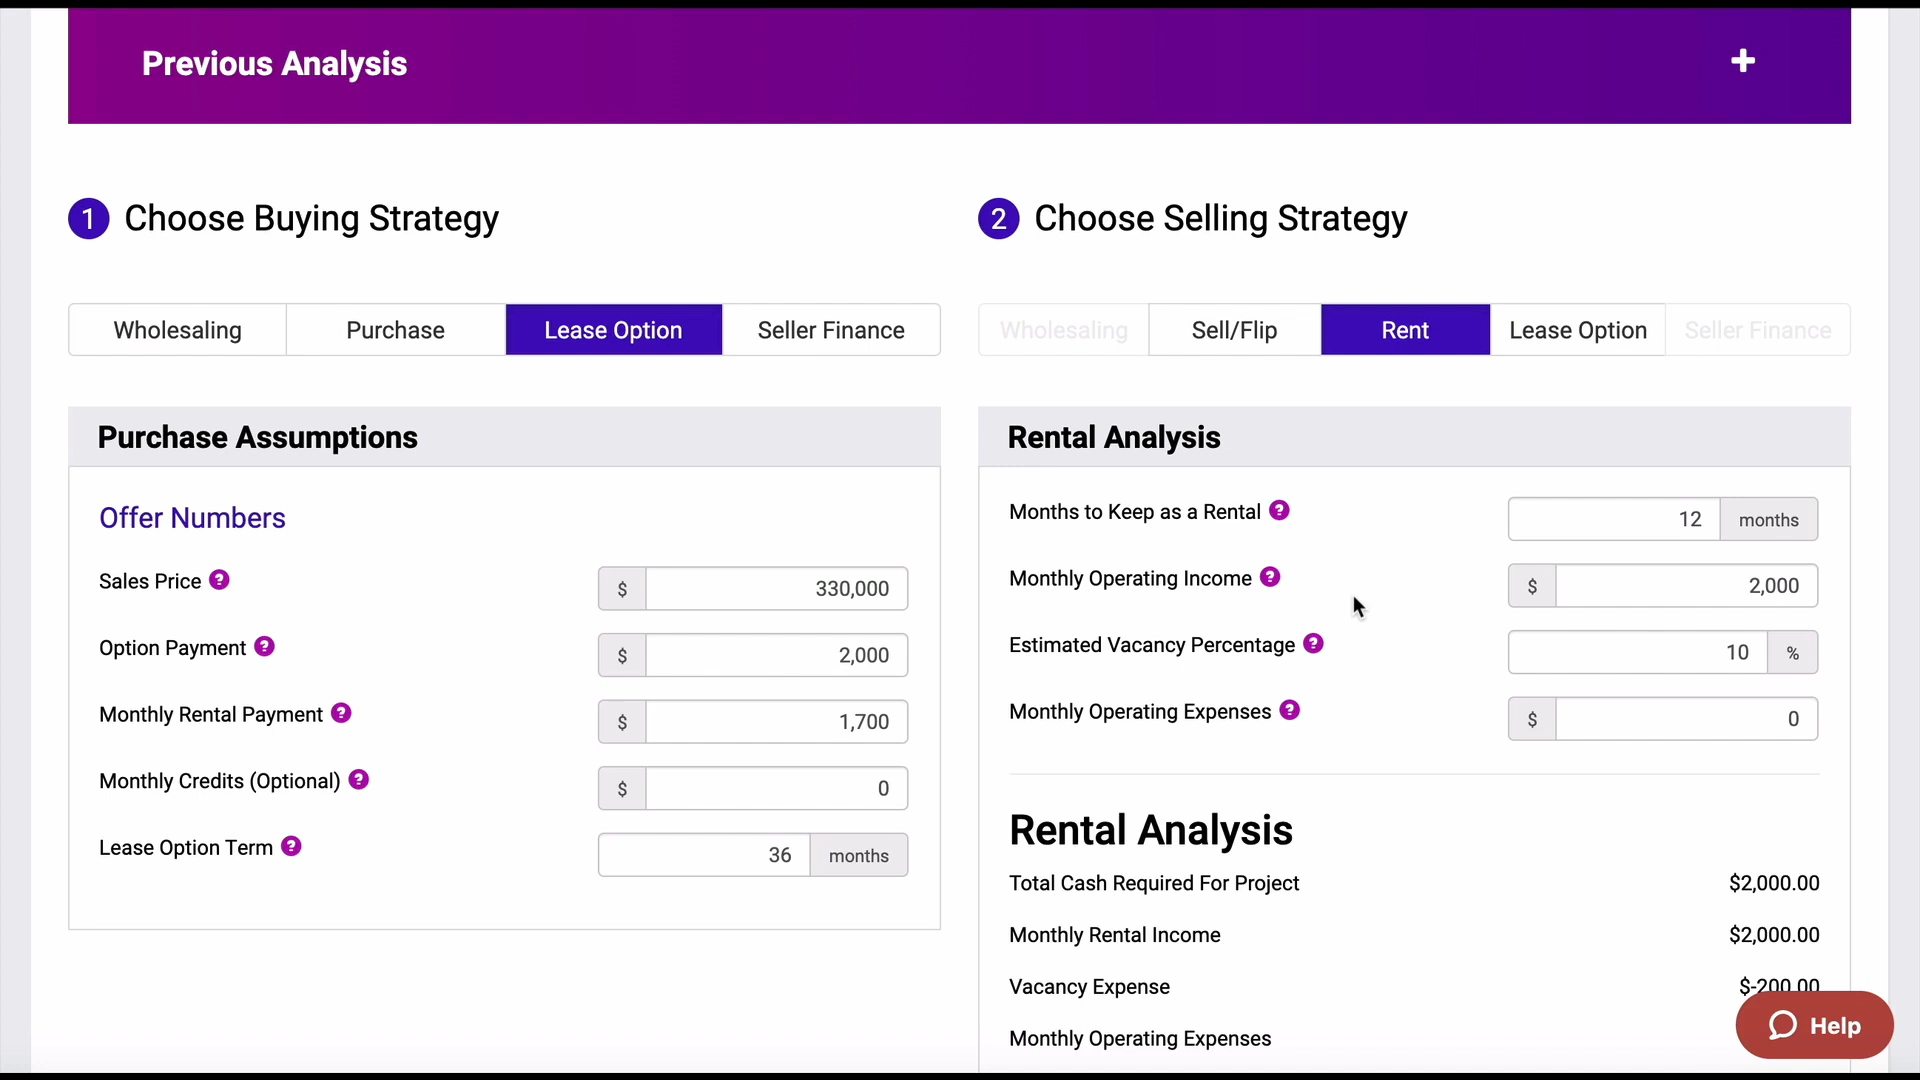 Previous Analysis
+
1 Choose Buying Strategy
Wholesaling Purchase Lease Option Seller Finance
Purchase Assumptions
Offer Numbers
Sales Price ? $ 330,000
Option Payment ? $ 2,000
Monthly Rental Payment ? $ 1,700
Monthly Credits (Optional) ? $ 0
Lease Option Term ? 36 months
2 Choose Selling Strategy
Wholesaling Sell/Flip Rent Lease Option Seller Finance
Rental Analysis
Months to Keep as a Rental ? 12 months
Monthly Operating Income ? $ 2,000
Estimated Vacancy Percentage ? 10 %
Monthly Operating Expenses ? $ 0
Rental Analysis
Total Cash Required For Project $2,000.00
Monthly Rental Income $2,000.00
Vacancy Expense $-200.00
Monthly Operating Expenses
Help